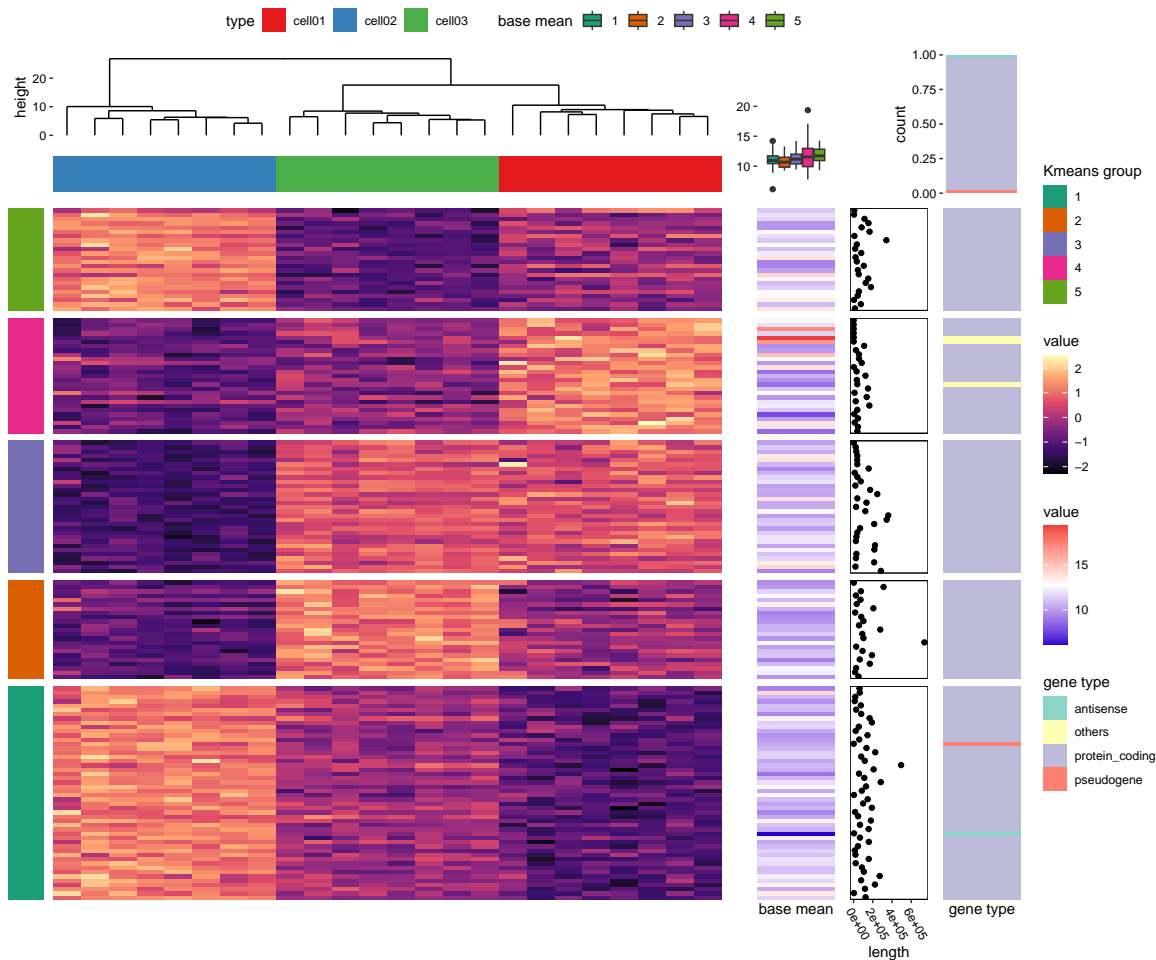 type cell01 cell02 cell03 base mean 1 2 3 4 5
height
20
10
0
20
15
10
count
1.00
0.75
0.50
0.25
0.00
Kmeans group
1
2
3
4
5
value
2
1
0
−1
−2
value
15
10
gene type
antisense
others
protein_coding
pseudogene
base mean
0e+00
2e+05
4e+05
6e+05
length
gene type